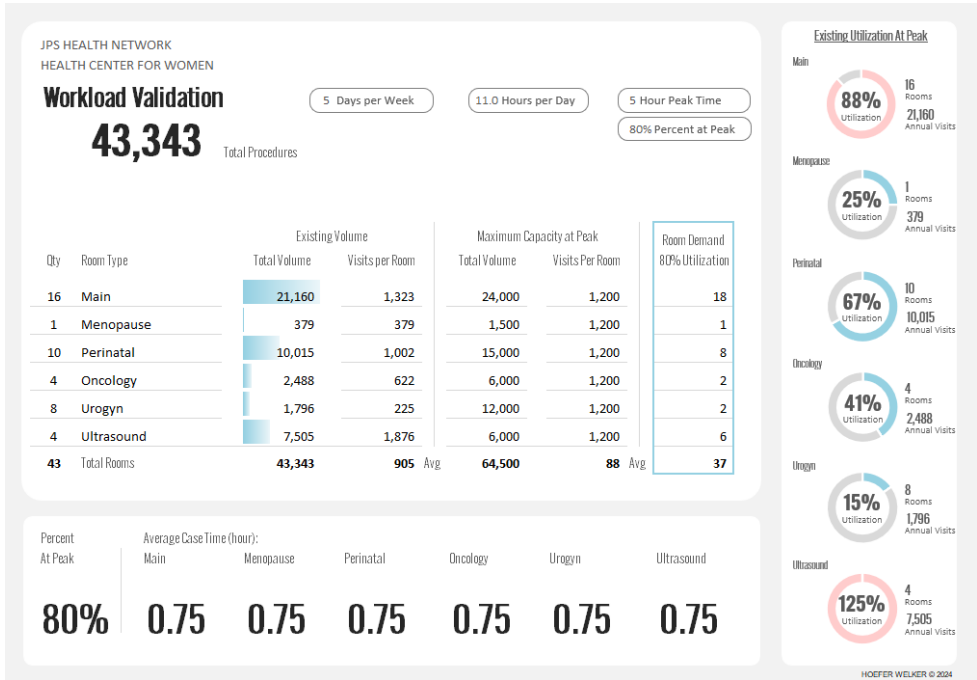 JPS HEALTH NETWORK
HEALTH CENTER FOR WOMEN
Workload Validation
43,343 Total Procedures
5 Days per Week
11.0 Hours per Day
5 Hour Peak Time
80% Percent at Peak
Existing Volume Maximum Capacity at Peak Room Demand
Qty Room Type Total Volume Visits per Room Total Volume Visits Per Room 80% Utilization
16 Main 21,160 1,323 24,000 1,200 18
1 Menopause 379 379 1,500 1,200 1
10 Perinatal 10,015 1,002 15,000 1,200 8
4 Oncology 2,488 622 6,000 1,200 2
8 Urogyn 1,796 225 12,000 1,200 2
4 Ultrasound 7,505 1,876 6,000 1,200 6
43 Total Rooms 43,343 905 Avg 64,500 88 Avg 37
Percent
At Peak
80%
Average Case Time (hour):
Main Menopause Perinatal Oncology Urogyn Ultrasound
0.75 0.75 0.75 0.75 0.75 0.75
Existing Utilization At Peak
Main
88%
Utilization
16
Rooms
21,160
Annual Visits
Menopause
25%
Utilization
1
Rooms
379
Annual Visits
Perinatal
67%
Utilization
10
Rooms
10,015
Annual Visits
Oncology
41%
Utilization
4
Rooms
2,488
Annual Visits
Urogyn
15%
Utilization
8
Rooms
1,796
Annual Visits
Ultrasound
125%
Utilization
4
Rooms
7,505
Annual Visits
HOEFER WELKER © 2024